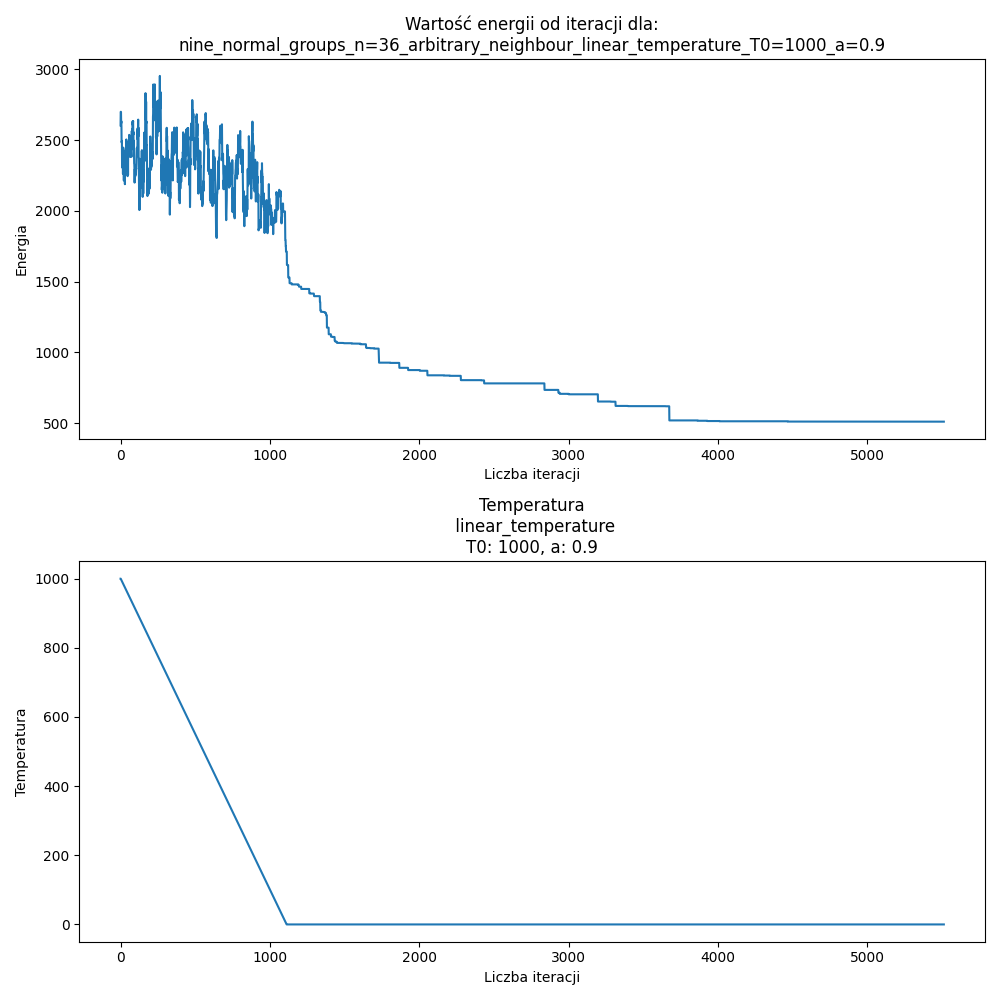 Wartość energii od iteracji dla:
nine_normal_groups_n=36_arbitrary_neighbour_linear_temperature_T0=1000_a=0.9
3000
2500
2000
1500
1000
500
Energia
0 1000 2000 3000 4000 5000
Liczba iteracji
Temperatura
linear_temperature
T0: 1000, a: 0.9
1000
800
600
400
200
0
Temperatura
0 1000 2000 3000 4000 5000
Liczba iteracji